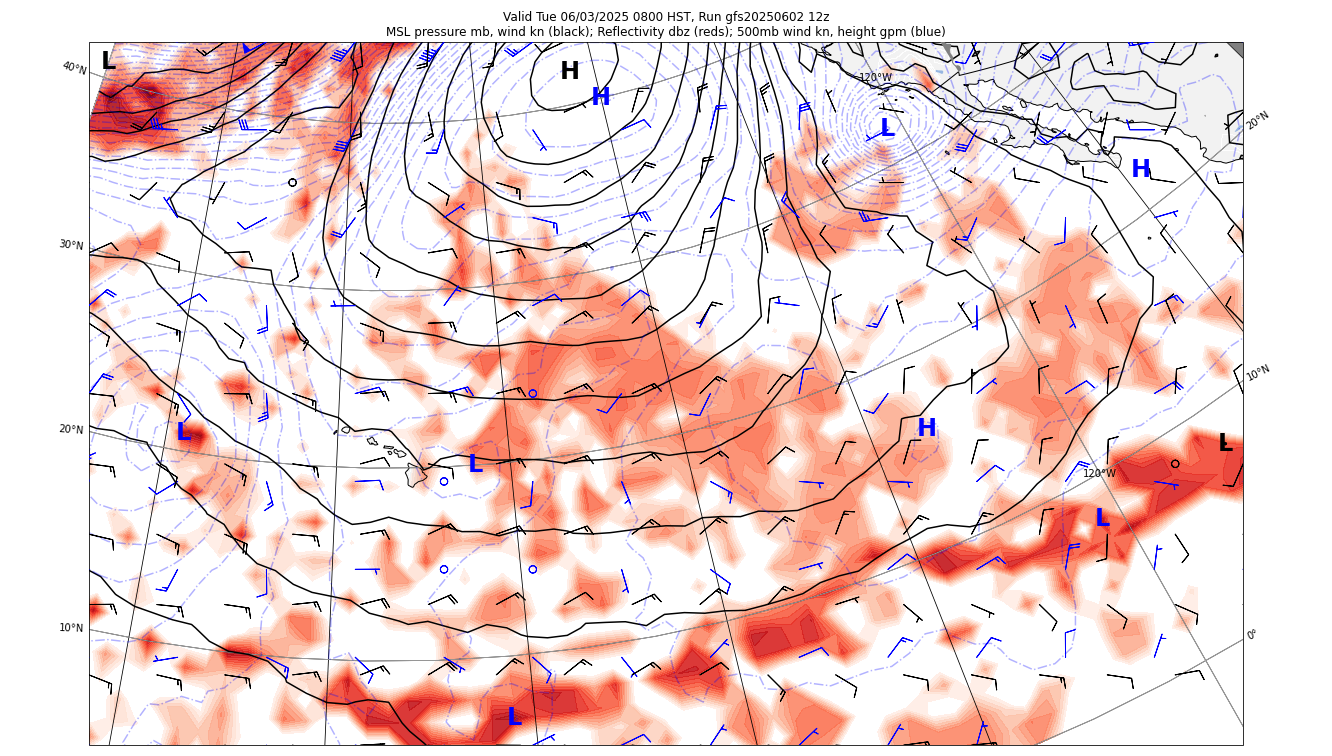 Valid Tue 06/03/2025 0800 HST, Run gfs20250602 12z
MSL pressure mb, wind kn (black); Reflectivity dbz (reds); 500mb wind kn, height gpm (blue)
L
H
H
L
H
40°N
120°W
20°N
30°N
10°N
20°N
L
L
H
L
120°W
L
10°N
0°
L